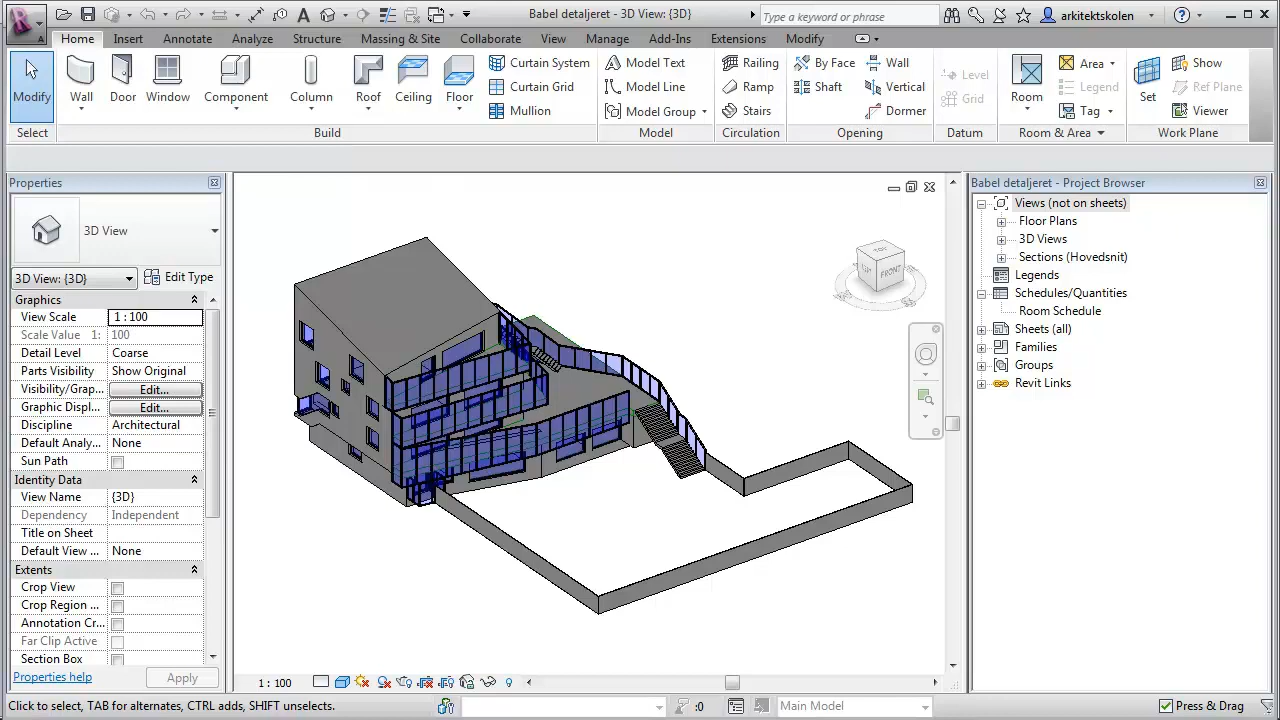 Babel detaljeret - 3D View: {3D}
Type a keyword or phrase
arkitektskolen
Home
Insert
Annotate
Analyze
Structure
Massing & Site
Collaborate
View
Manage
Add-Ins
Extensions
Modify
Modify
Wall
Door
Window
Component
Column
Roof
Ceiling
Floor
Curtain System
Curtain Grid
Mullion
Model Text
Model Line
Model Group
Railing
Ramp
Stairs
By Face
Shaft
Wall
Vertical
Dormer
Level
Grid
Room
Area
Legend
Tag
Set
Show
Ref Plane
Viewer
Select
Build
Model
Circulation
Opening
Datum
Room & Area
Work Plane
Properties
3D View
3D View: {3D}
Edit Type
Graphics
View Scale 1 : 100
Scale Value 1: 100
Detail Level Coarse
Parts Visibility Show Original
Visibility/Grap... Edit...
Graphic Displ... Edit...
Discipline Architectural
Default Analy... None
Sun Path
Identity Data
View Name {3D}
Dependency Independent
Title on Sheet
Default View ... None
Extents
Crop View
Crop Region ...
Annotation Cr...
Far Clip Active
Section Box
Properties help
Apply
TOP
FRONT
1 : 100
Babel detaljeret - Project Browser
Views (not on sheets)
Floor Plans
3D Views
Sections (Hovedsnit)
Legends
Schedules/Quantities
Room Schedule
Sheets (all)
Families
Groups
Revit Links
Click to select, TAB for alternates, CTRL adds, SHIFT unselects.
:0
Main Model
Press & Drag